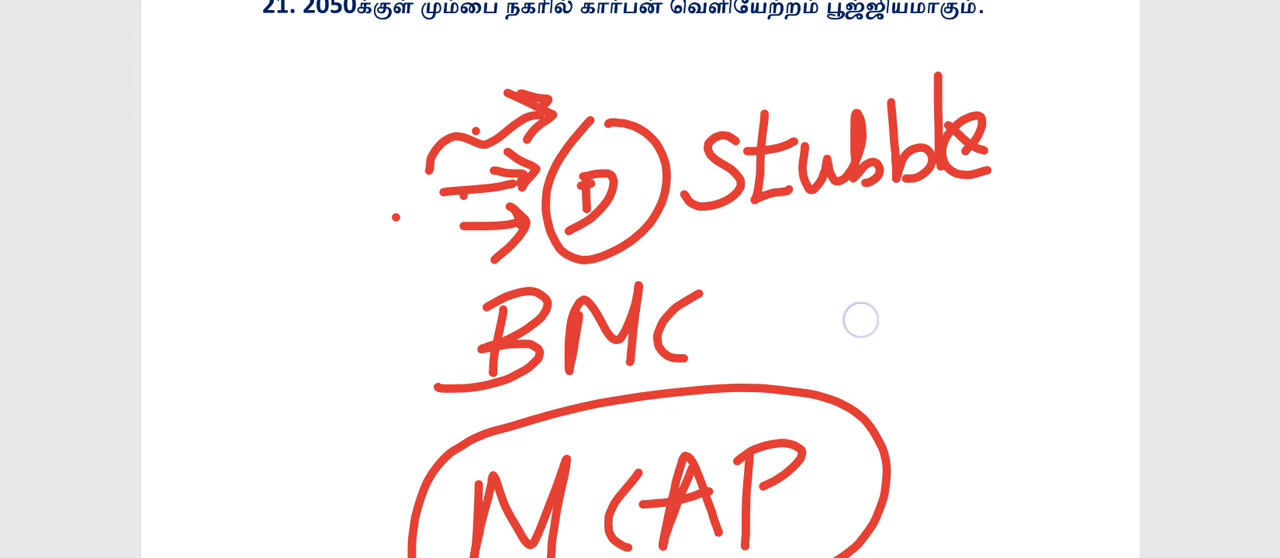 21. 2050க்குள் மும்பை நகரில் கார்பன் வெளியேற்றம் பூஜ்ஜியமாகும்.
D Stubble
BMC
MCAP